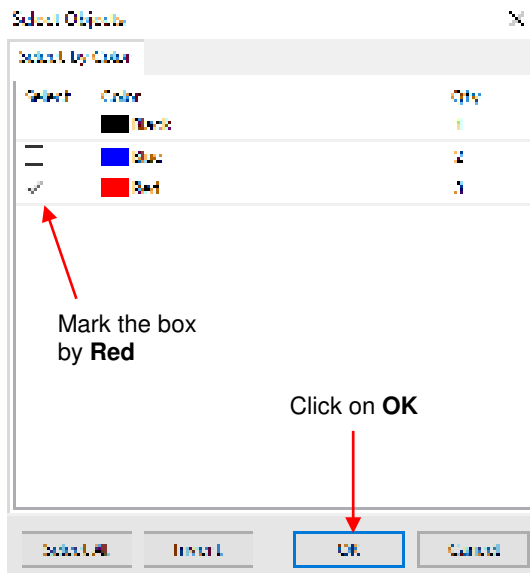 Select Objects
Select by Color
Select Color Qty
Black 1
Blue 2
Red 3
Mark the box
by Red
Click on OK
Select All Invert OK Cancel